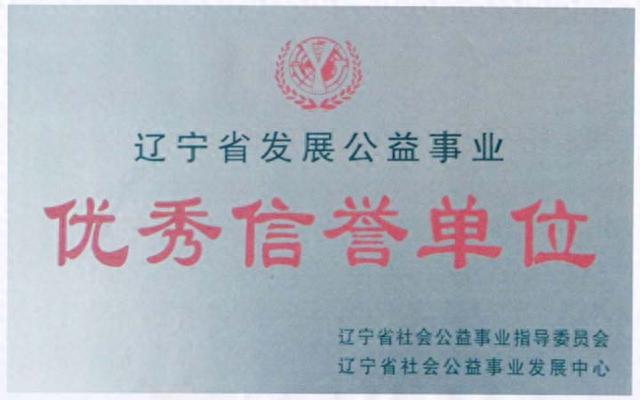 辽宁省发展公益事业
优秀信誉单位
辽宁省社会公益事业指导委员会
辽宁省社会公益事业发展中心